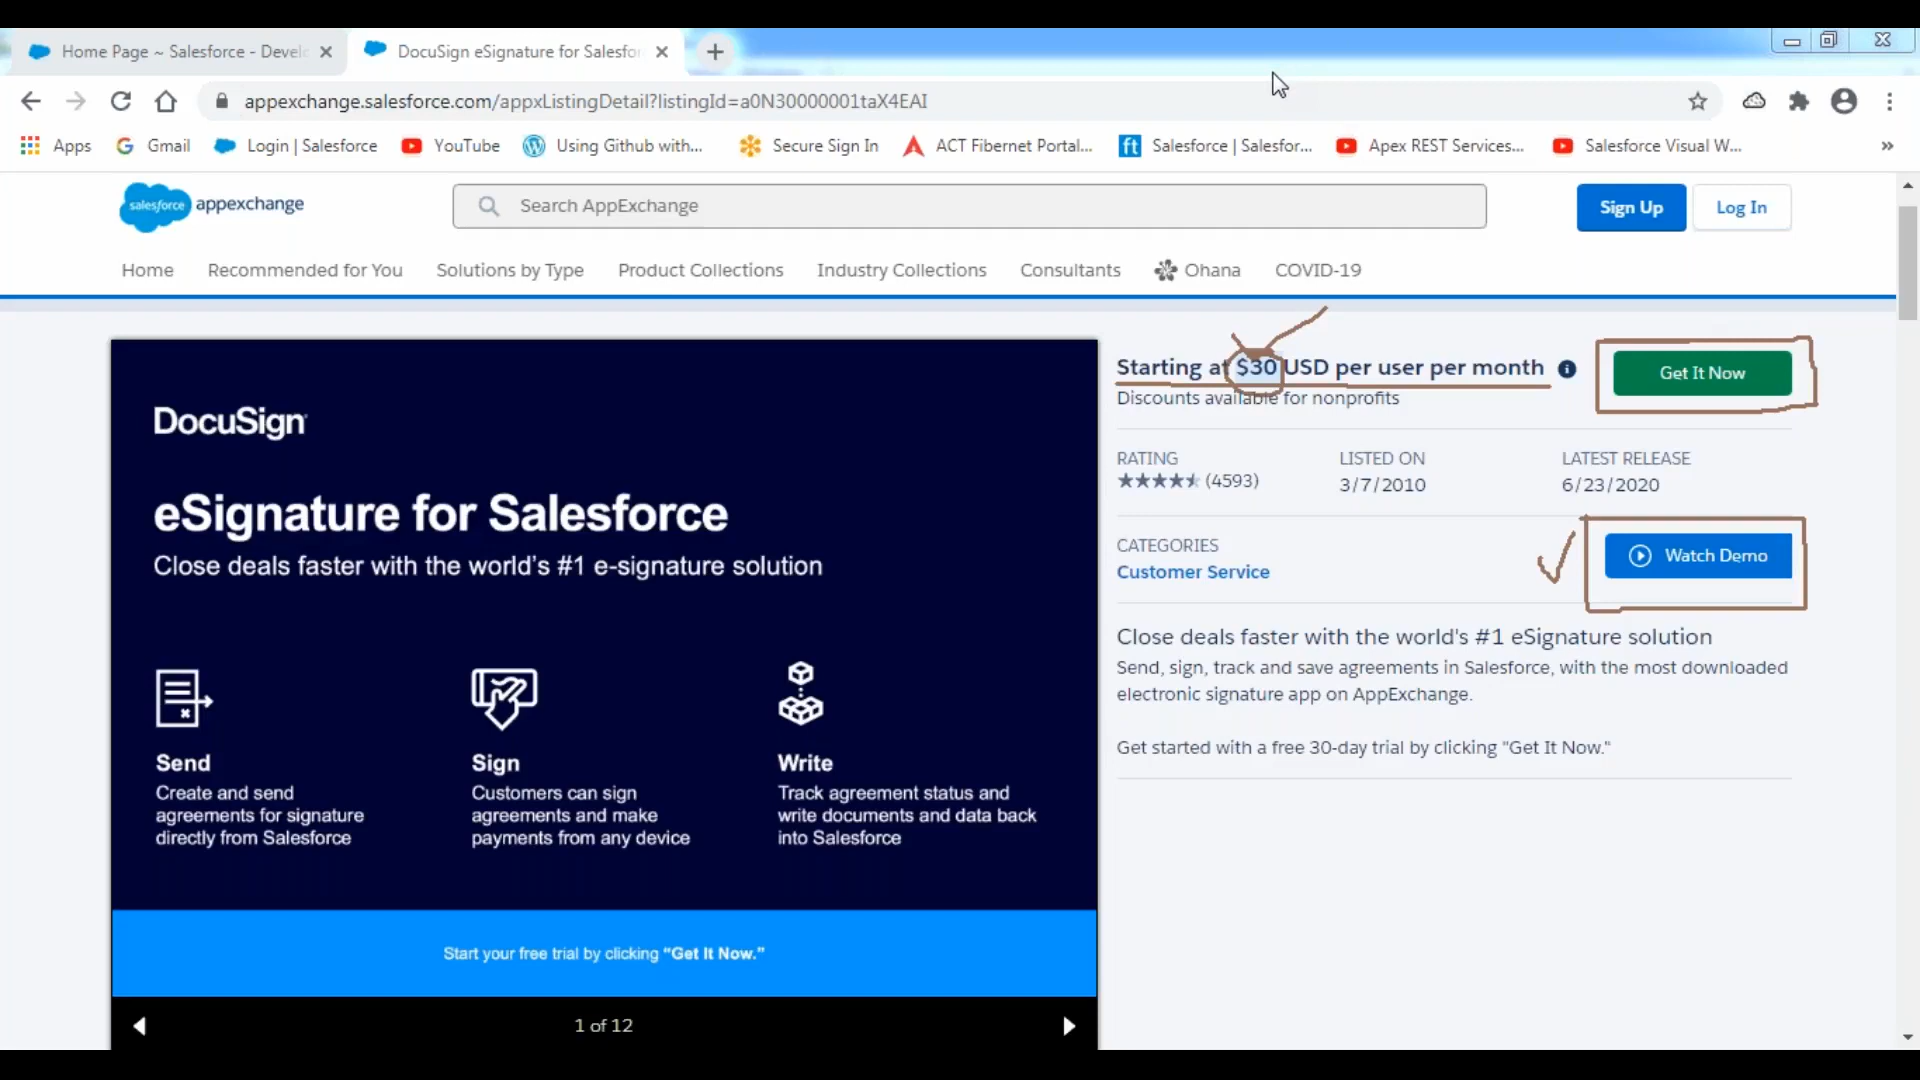 Home Page ~ Salesforce - Develo
DocuSign eSignature for Salesfor
appexchange.salesforce.com/appxListingDetail?listingId=a0N30000001taX4EAI
Apps
Gmail
Login | Salesforce
YouTube
Using Github with...
Secure Sign In
ACT Fibernet Portal...
ft
Salesforce | Salesfor...
Apex REST Services...
Salesforce Visual W...
»
salesforce appexchange
Search AppExchange
Sign Up
Log In
Home
Recommended for You
Solutions by Type
Product Collections
Industry Collections
Consultants
Ohana
COVID-19
DocuSign
eSignature for Salesforce
Close deals faster with the world's #1 e-signature solution
Send
Create and send
agreements for signature
directly from Salesforce
Sign
Customers can sign
agreements and make
payments from any device
Write
Track agreement status and
write documents and data back
into Salesforce
Start your free trial by clicking "Get It Now."
1 of 12
Starting at $30 USD per user per month
Discounts available for nonprofits
Get It Now
RATING
(4593)
LISTED ON
3/7/2010
LATEST RELEASE
6/23/2020
CATEGORIES
Customer Service
Watch Demo
Close deals faster with the world's #1 eSignature solution
Send, sign, track and save agreements in Salesforce, with the most downloaded
electronic signature app on AppExchange.
Get started with a free 30-day trial by clicking "Get It Now."